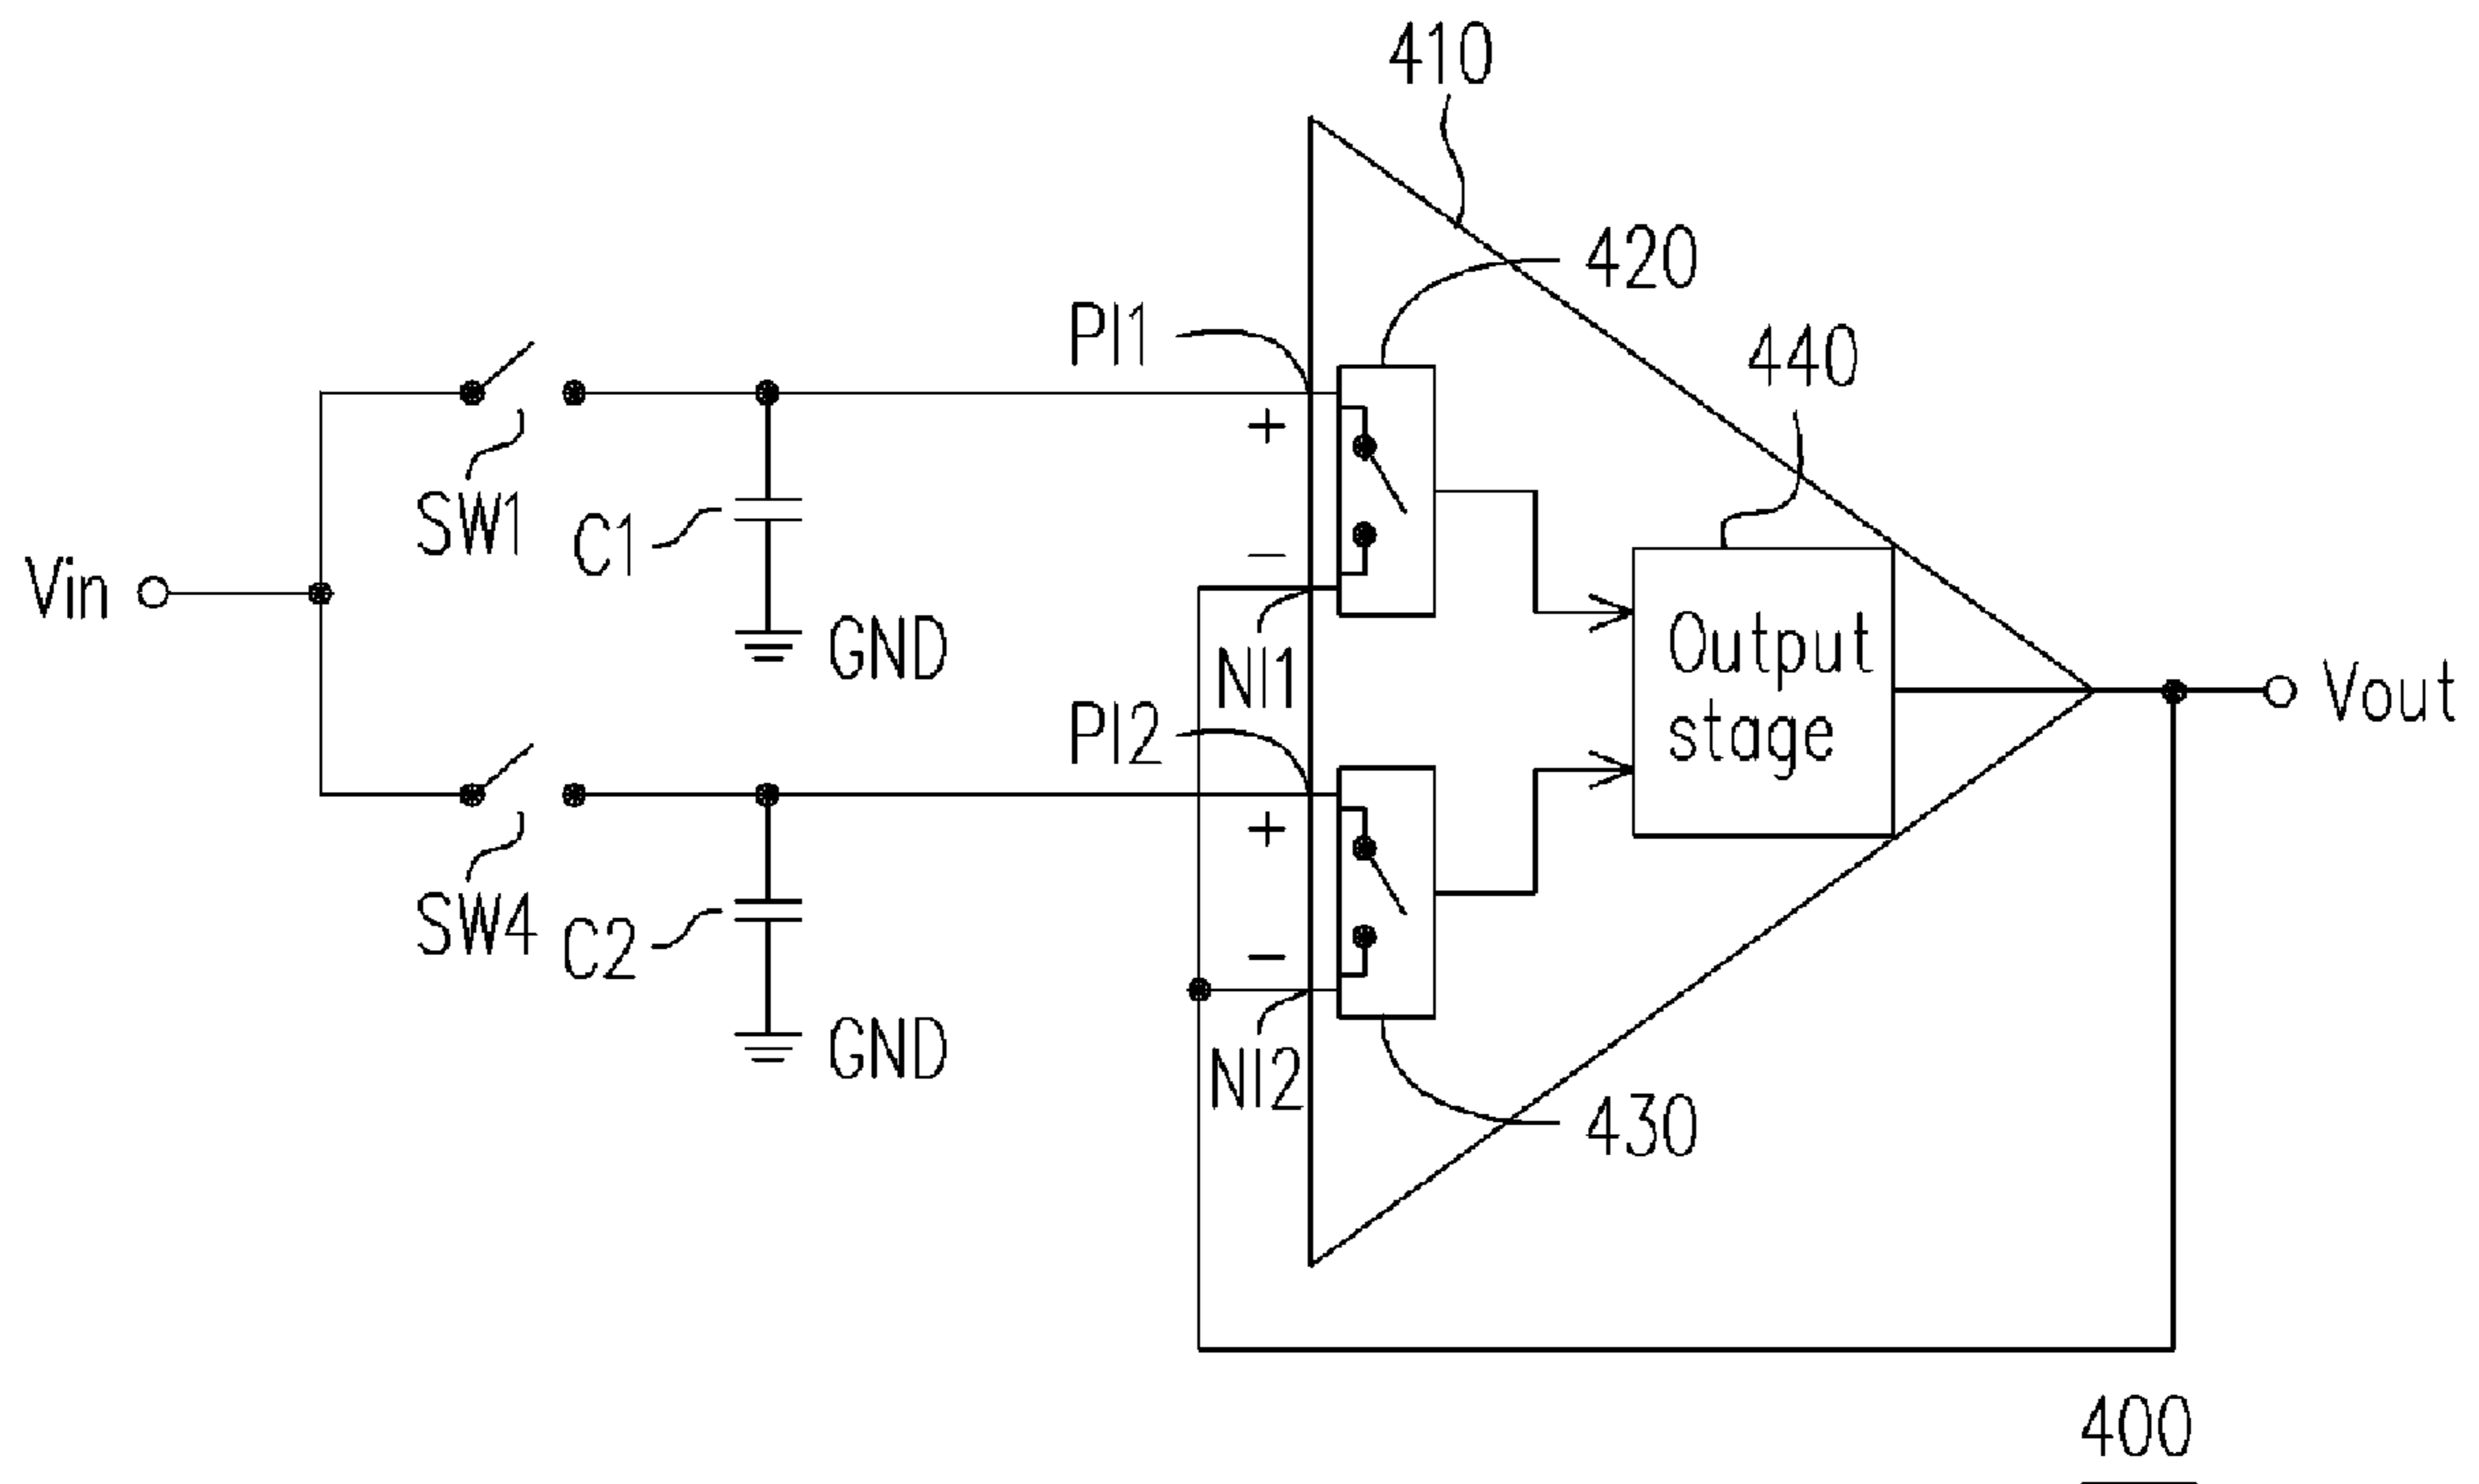 410
420
PI1
440
+
SW1
C1
−
Vin
GND
NI1
Output
stage
Vout
PI2
+
SW4
C2
−
GND
NI2
430
400